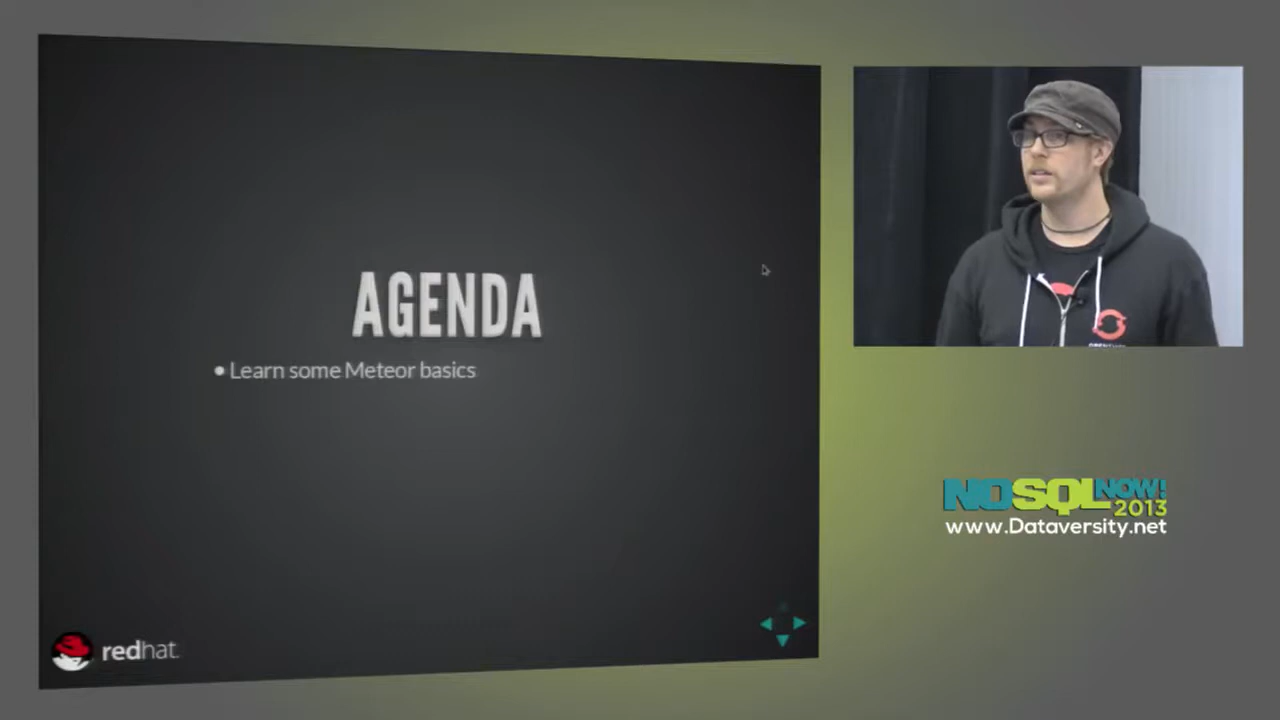 AGENDA
• Learn some Meteor basics
redhat.
NOSQL NOW!
2013
www.Dataversity.net